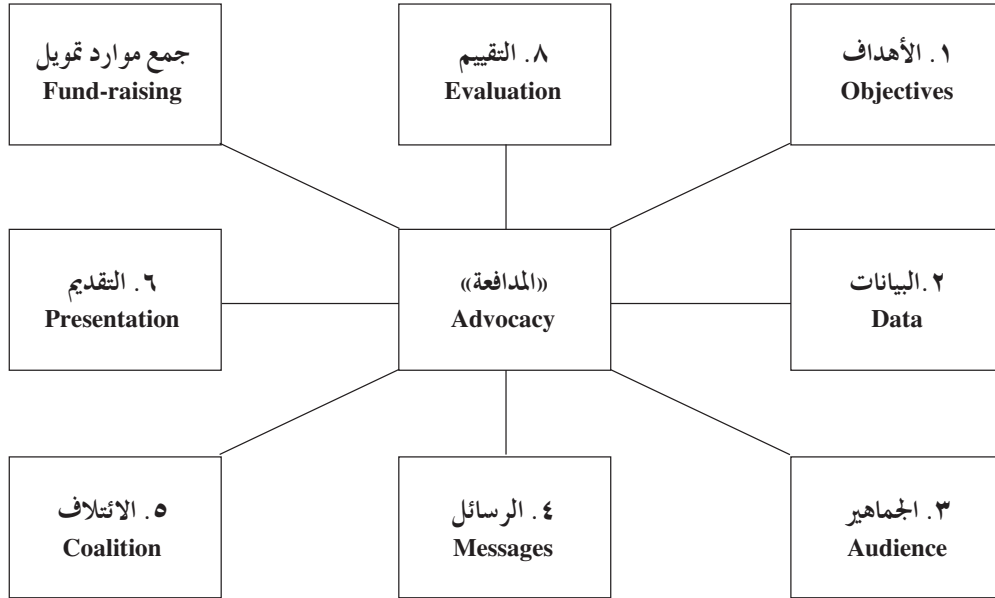 ١. الأهداف
Objectives
٨. التقييم
Evaluation
جمع موارد تمويل
Fund-raising
٢.البيانات
Data
«المدافعة»
Advocacy
٦. التقديم
Presentation
٣. الجماهير
Audience
٤. الرسائل
Messages
٥. الائتلاف
Coalition